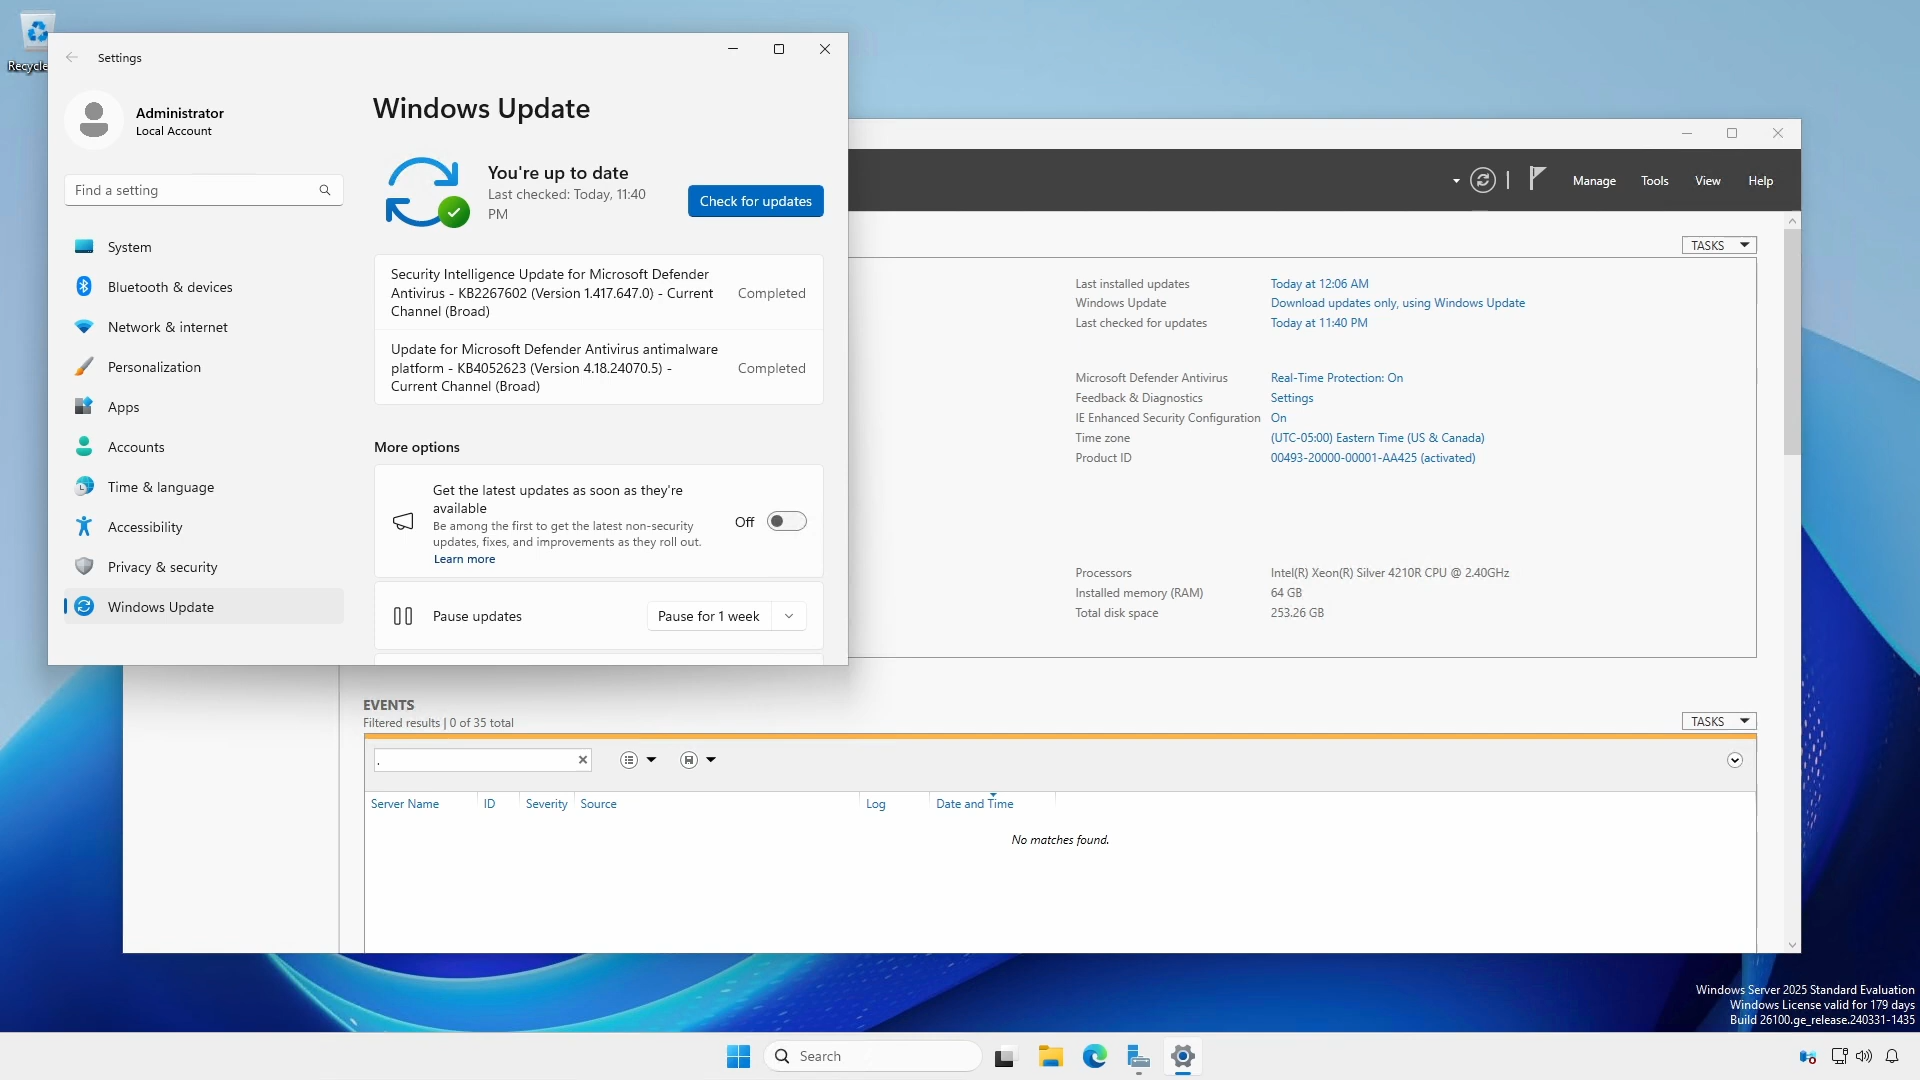 Recycle
Settings
Administrator
Local Account
Find a setting
System
Bluetooth & devices
Network & internet
Personalization
Apps
Accounts
Time & language
Accessibility
Privacy & security
Windows Update
Windows Update
You're up to date
Last checked: Today, 11:40
PM
Check for updates
Security Intelligence Update for Microsoft Defender
Antivirus - KB2267602 (Version 1.417.647.0) - Current
Channel (Broad)
Completed
Update for Microsoft Defender Antivirus antimalware
platform - KB4052623 (Version 4.18.24070.5) -
Current Channel (Broad)
Completed
More options
Get the latest updates as soon as they're
available
Be among the first to get the latest non-security
updates, fixes, and improvements as they roll out.
Learn more
Off
Pause updates
Pause for 1 week
Manage
Tools
View
Help
TASKS
Last installed updates Today at 12:06 AM
Windows Update Download updates only, using Windows Update
Last checked for updates Today at 11:40 PM
Microsoft Defender Antivirus Real-Time Protection: On
Feedback & Diagnostics Settings
IE Enhanced Security Configuration On
Time zone (UTC-05:00) Eastern Time (US & Canada)
Product ID 00493-20000-00001-AA425 (activated)
Processors Intel(R) Xeon(R) Silver 4210R CPU @ 2.40GHz
Installed memory (RAM) 64 GB
Total disk space 253.26 GB
EVENTS
Filtered results | 0 of 35 total
TASKS
.
Server Name ID Severity Source Log Date and Time
No matches found.
Windows Server 2025 Standard Evaluation
Windows License valid for 179 days
Build 26100.ge_release.240331-1435
Search